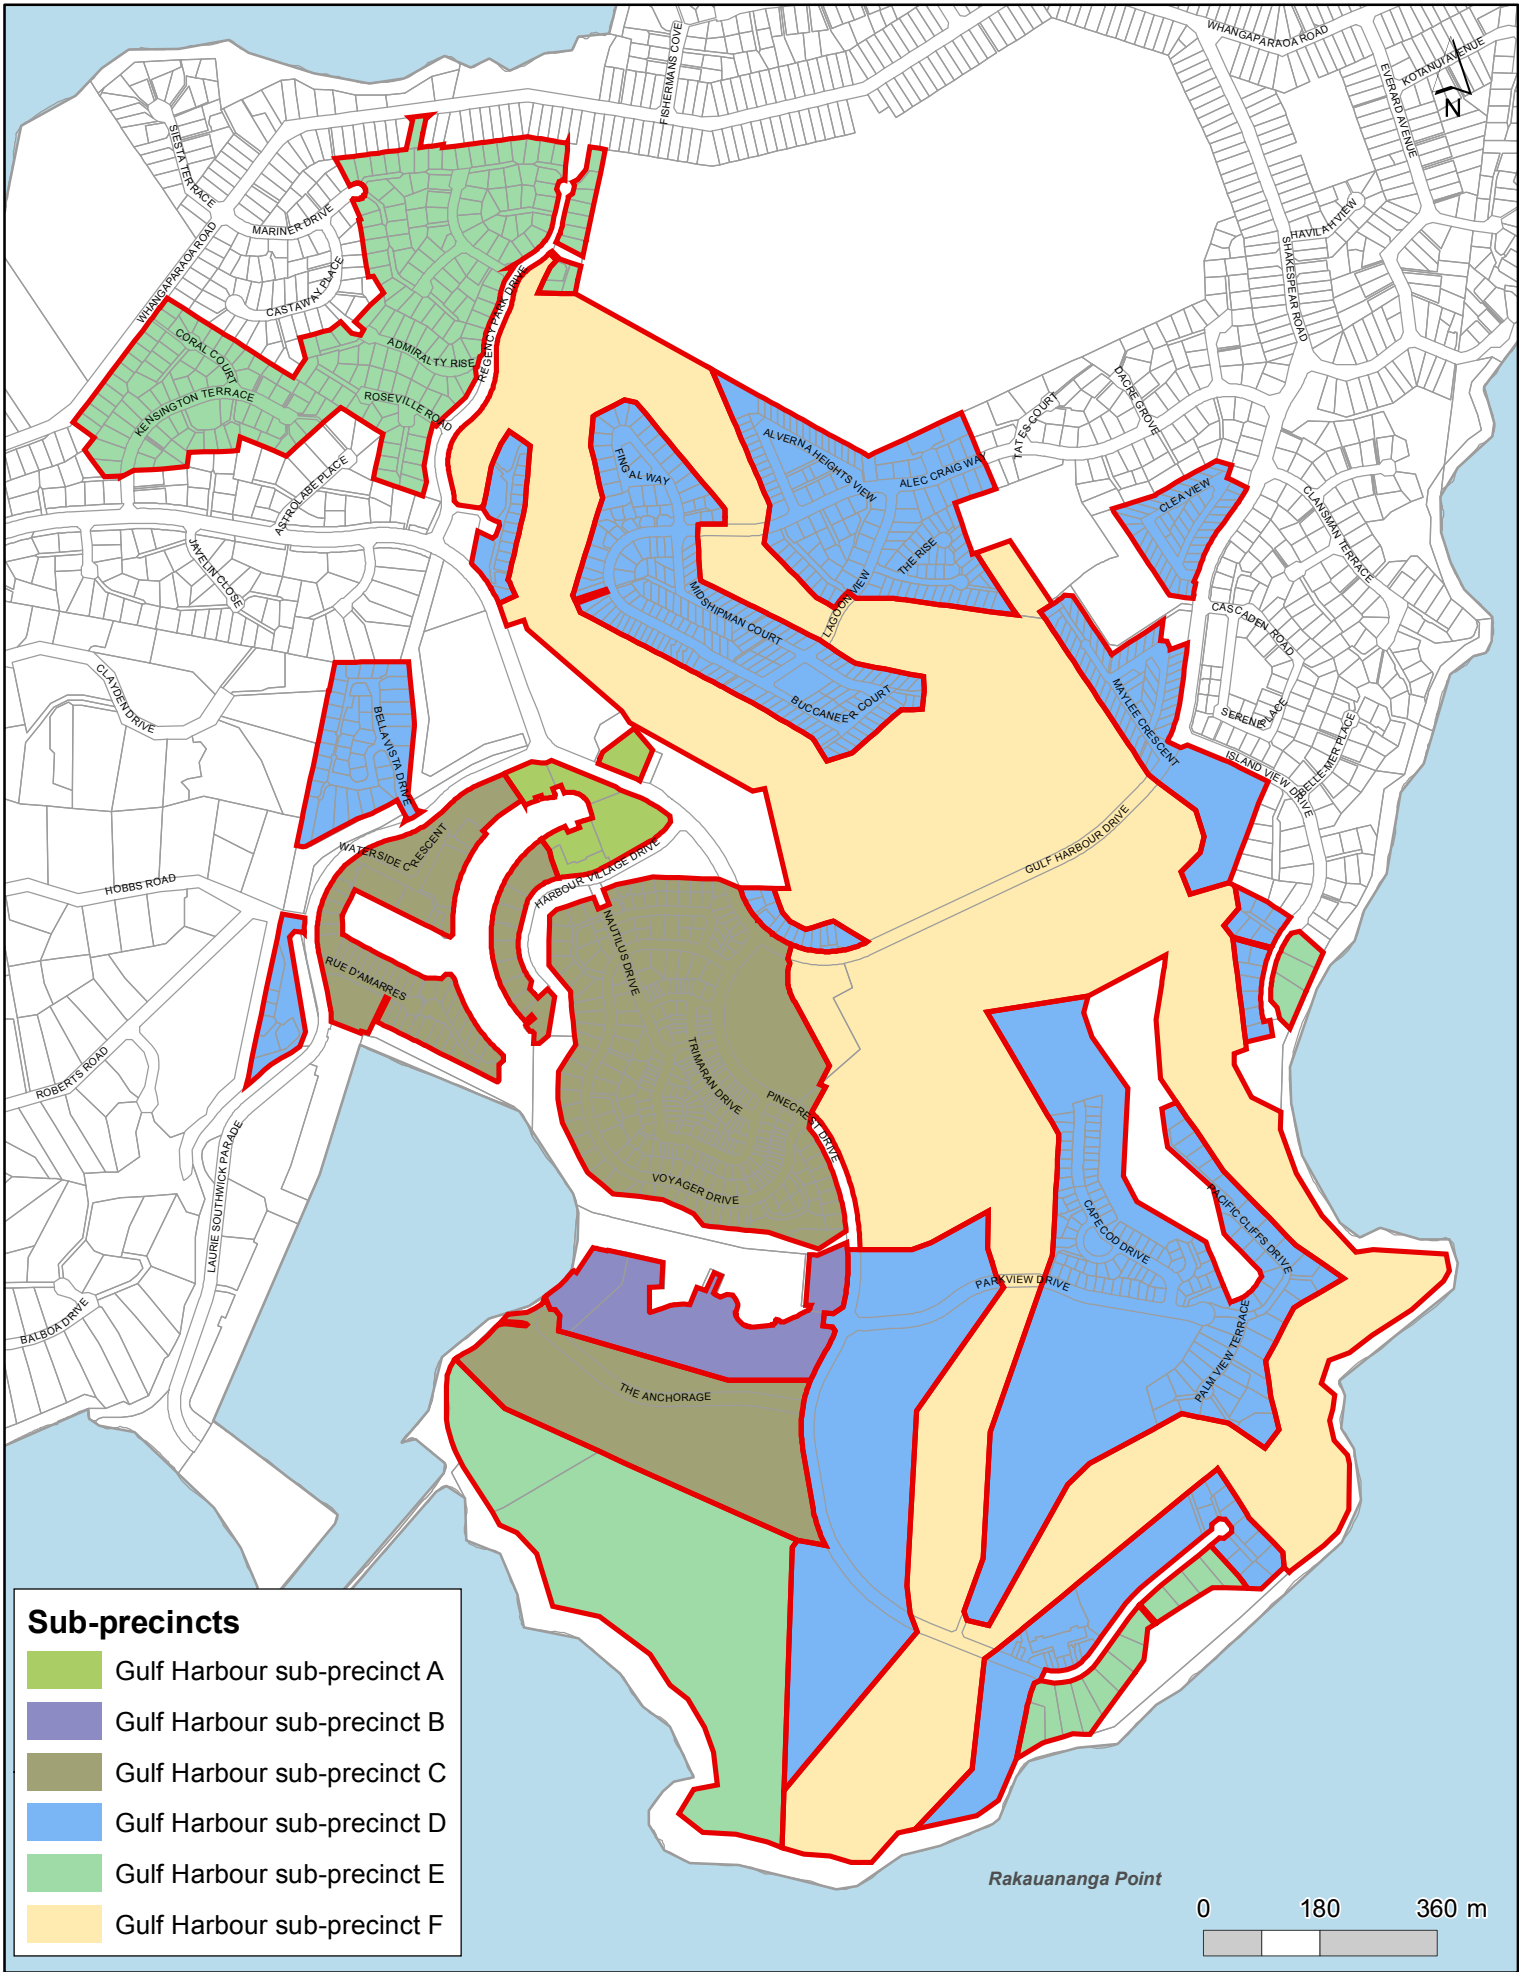 WHANGAPARAOA ROAD
FISHERMANS COVE
EVERARD AVENUE
KOTANUI AVENUE
N
SIESTA TERRACE
MARINER DRIVE
WHANGAPARAOA ROAD
CASTAWAY PLACE
HAVILAH VIEW
SHAKESPEAR ROAD
REGENCY PARK DRIVE
CORAL COURT
ADMIRALTY RISE
KENSINGTON TERRACE
ROSEVILLE ROAD
DACRE GROVE
TATES COURT
ALVERNA HEIGHTS VIEW
ALEC CRAIG WAY
FINGAL WAY
ASTROLABE PLACE
CLEA VIEW
CLANSMAN TERRACE
JAVELIN CLOSE
THE RISE
LAGOON VIEW
MIDSHIPMAN COURT
CASCADEN ROAD
CLAYDEN DRIVE
BUCCANEER COURT
MAYLEE CRESCENT
SERENE PLACE
BELLE-MER PLACE
ISLAND VIEW DRIVE
BELLAVISTA DRIVE
GULF HARBOUR DRIVE
WATERSIDE CRESCENT
HARBOUR VILLAGE DRIVE
HOBBS ROAD
NAUTILUS DRIVE
RUE D'AMARRES
ROBERTS ROAD
TRIMARAN DRIVE
PINECREST DRIVE
VOYAGER DRIVE
LAURIE SOUTHWICK PARADE
CAPE COD DRIVE
PACIFIC CLIFFS DRIVE
PARKVIEW DRIVE
BALBOA DRIVE
PALM VIEW TERRACE
THE ANCHORAGE
Sub-precincts
Gulf Harbour sub-precinct A
Gulf Harbour sub-precinct B
Gulf Harbour sub-precinct C
Gulf Harbour sub-precinct D
Gulf Harbour sub-precinct E
Gulf Harbour sub-precinct F
Rakauananga Point
0 180 360 m